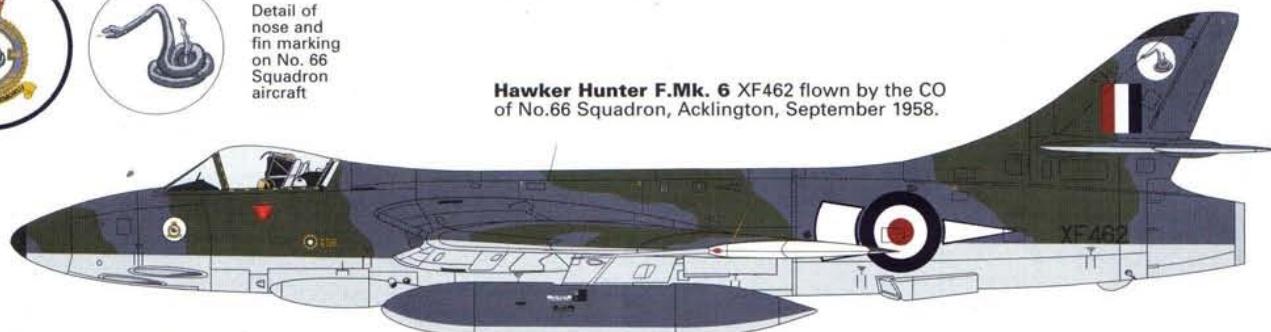 Detail of
nose and
fin marking
on No. 66
Squadron
aircraft
Hawker Hunter F.Mk. 6 XF462 flown by the CO
of No.66 Squadron, Acklington, September 1958.
XF462